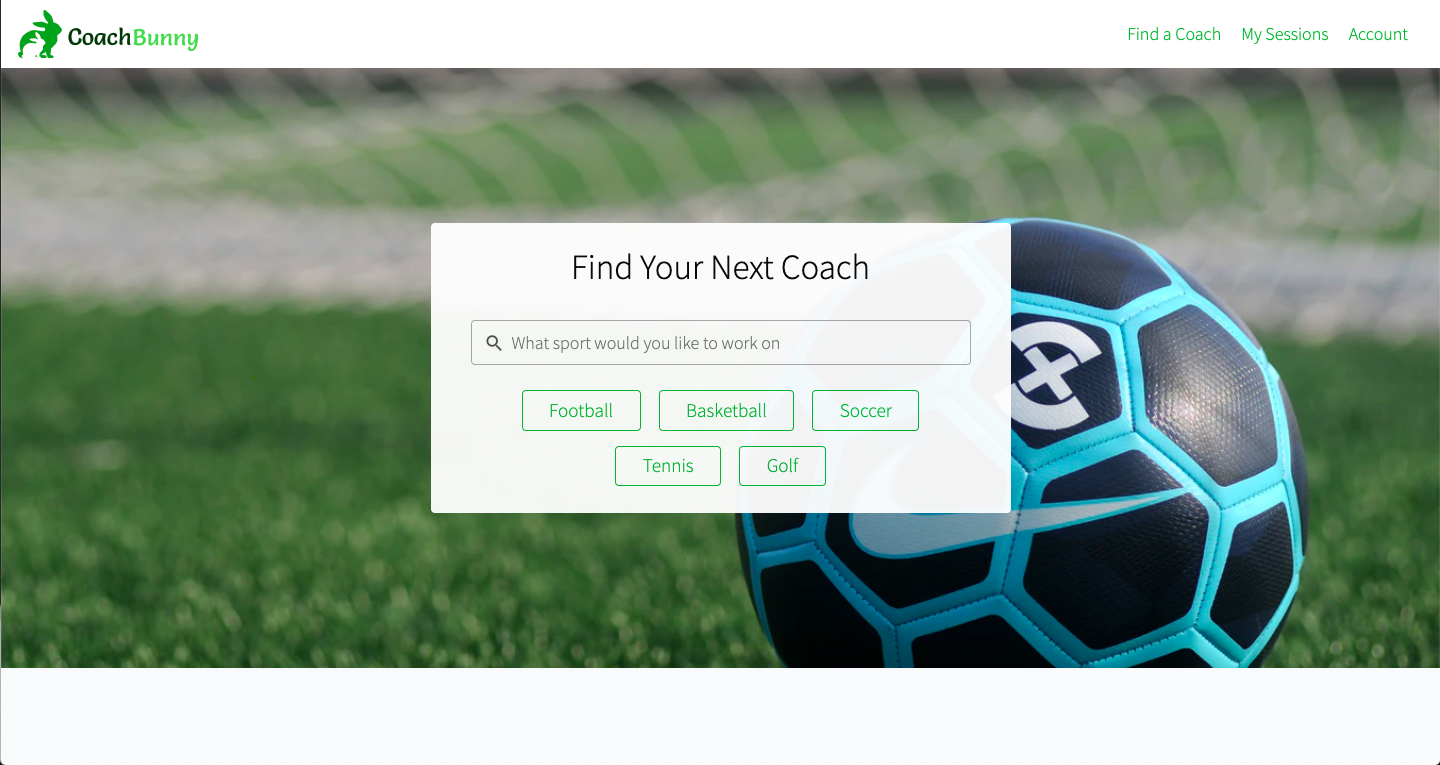 CoachBunny
Find a Coach My Sessions Account
Find Your Next Coach
What sport would you like to work on
Football Basketball Soccer
Tennis Golf